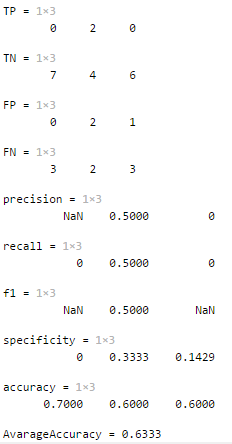 TP = 1×3
0 2 0
TN = 1×3
7 4 6
FP = 1×3
0 2 1
FN = 1×3
3 2 3
precision = 1×3
NaN 0.5000 0
recall = 1×3
0 0.5000 0
f1 = 1×3
NaN 0.5000 NaN
specificity = 1×3
0 0.3333 0.1429
accuracy = 1×3
0.7000 0.6000 0.6000
AvarageAccuracy = 0.6333